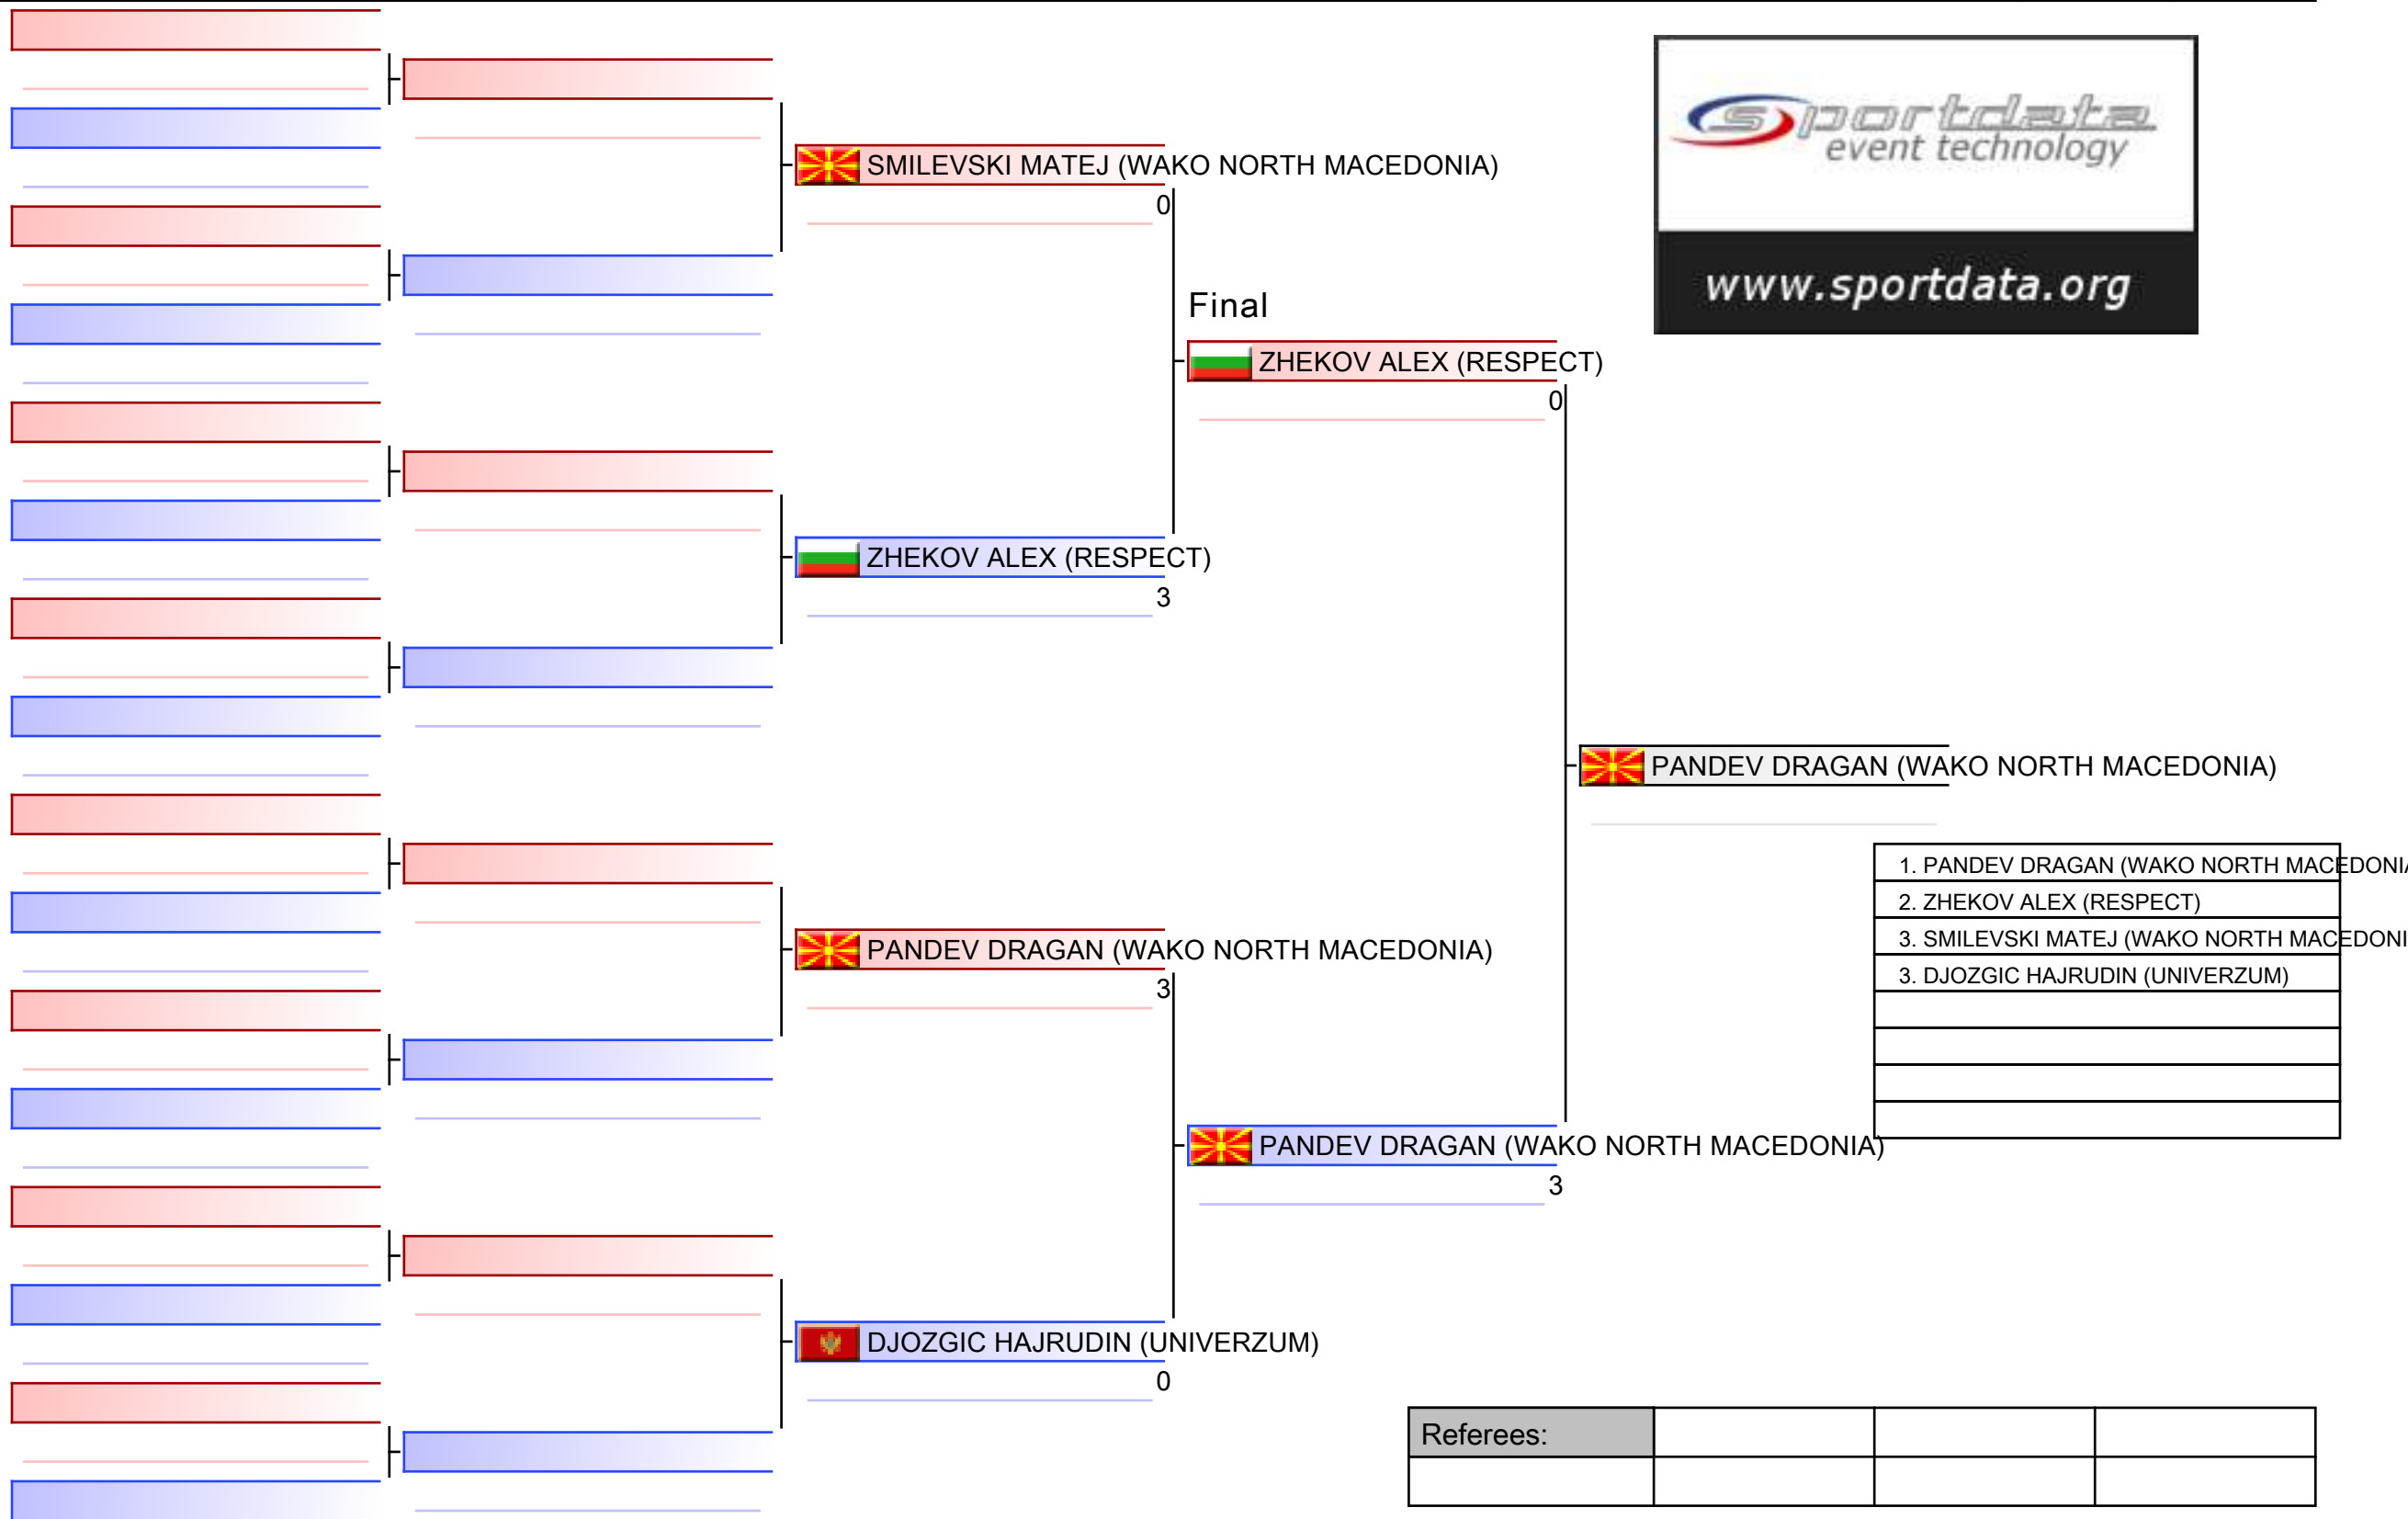 sportdata
event technology
www.sportdata.org
SMILEVSKI MATEJ (WAKO NORTH MACEDONIA)
0
Final
ZHEKOV ALEX (RESPECT)
0
ZHEKOV ALEX (RESPECT)
3
PANDEV DRAGAN (WAKO NORTH MACEDONIA)
1. PANDEV DRAGAN (WAKO NORTH MACEDONIA
2. ZHEKOV ALEX (RESPECT)
3. SMILEVSKI MATEJ (WAKO NORTH MACEDONI
3. DJOZGIC HAJRUDIN (UNIVERZUM)
PANDEV DRAGAN (WAKO NORTH MACEDONIA)
3
PANDEV DRAGAN (WAKO NORTH MACEDONIA)
3
DJOZGIC HAJRUDIN (UNIVERZUM)
0
Referees: